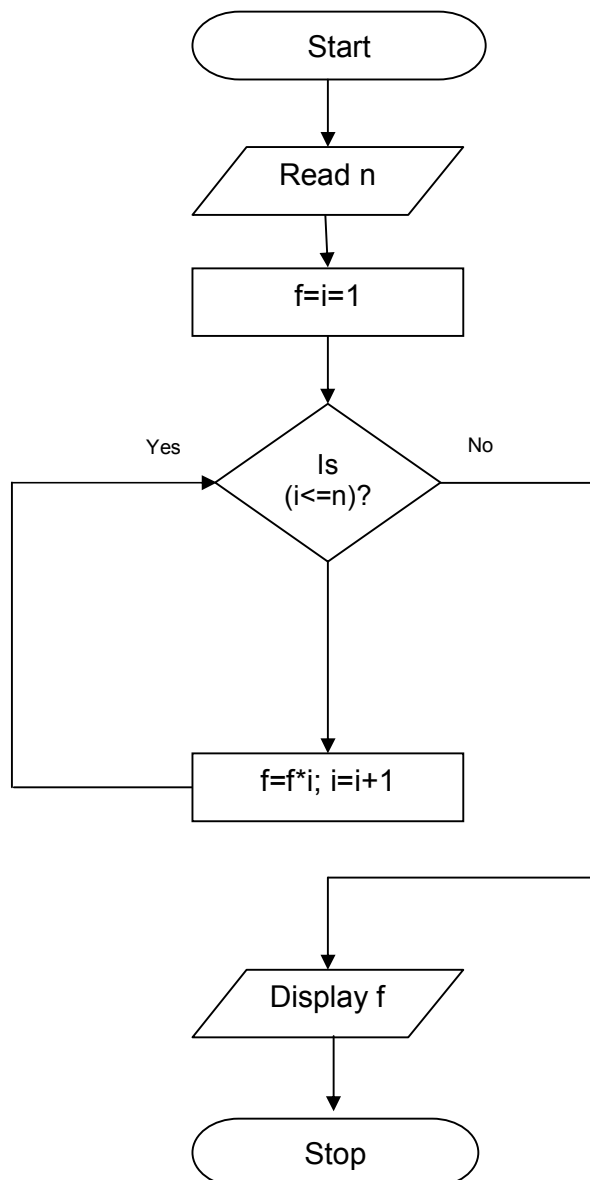 Start
Read n
f=i=1
Yes
No
Is
(i<=n)?
f=f*i; i=i+1
Display f
Stop